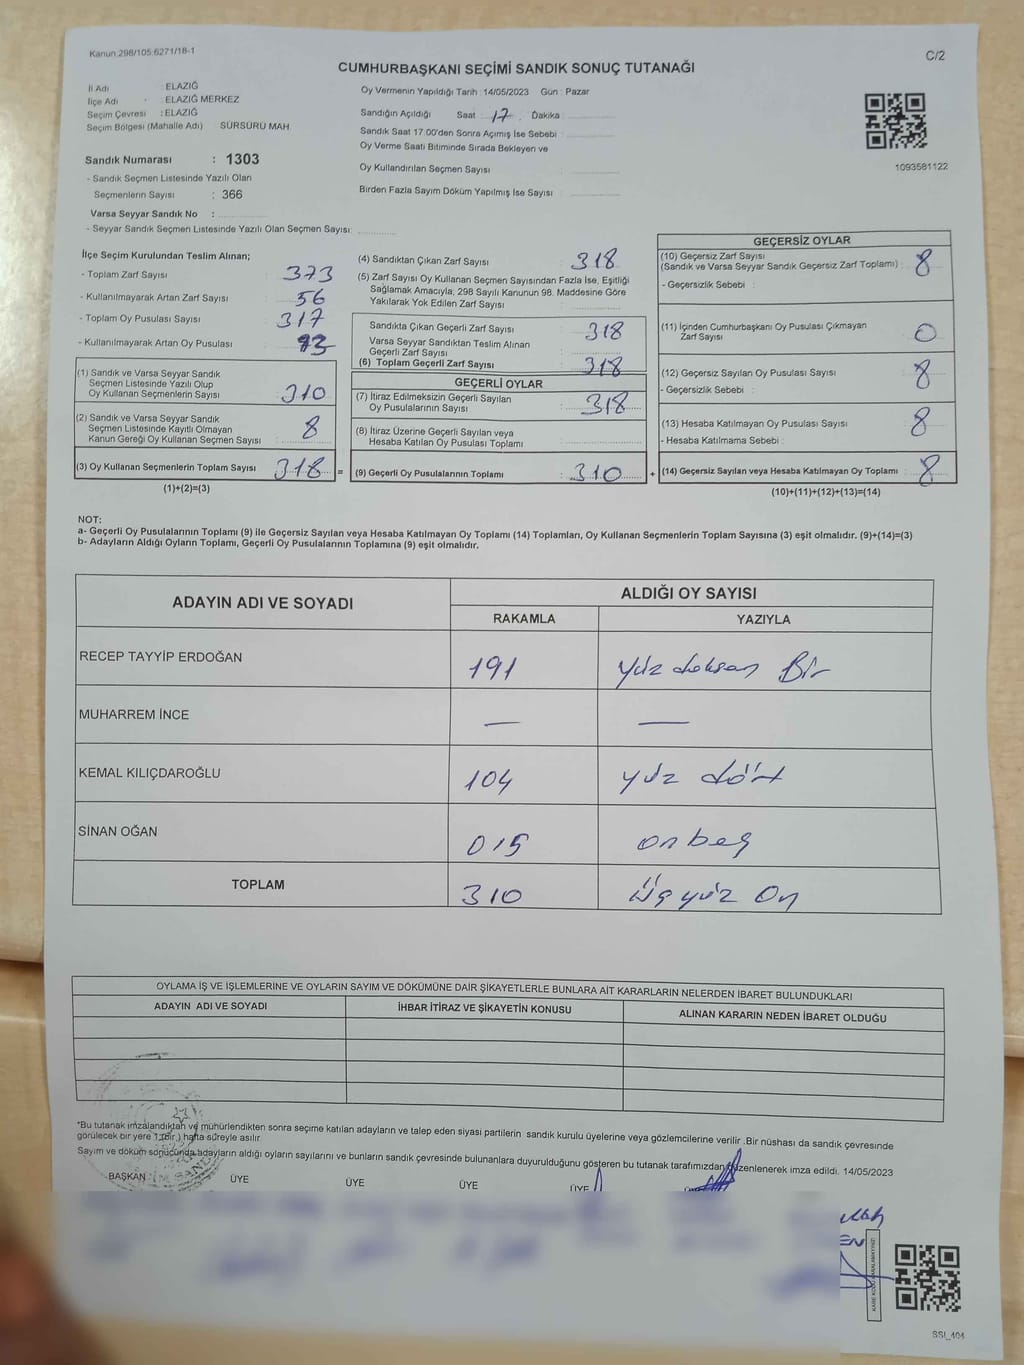 Kanun:298/105:6271/18-1
C/2
CUMHURBAŞKANI SEÇİMİ SANDIK SONUÇ TUTANAĞI
İl Adı : ELAZIĞ
İlçe Adı : ELAZIĞ MERKEZ
Seçim Çevresi : ELAZIĞ
Seçim Bölgesi (Mahalle Adı) SÜRSÜRÜ MAH.
Sandık Numarası : 1303
- Sandık Seçmen Listesinde Yazılı Olan
Seçmenlerin Sayısı : 366
Varsa Seyyar Sandık No :
- Seyyar Sandık Seçmen Listesinde Yazılı Olan Seçmen Sayısı:
Oy Vermenin Yapıldığı Tarih :14/05/2023 Gün : Pazar
Sandığın Açıldığı Saat 17 Dakika :
Sandık Saat 17.00'den Sonra Açımış İse Sebebi :
Oy Verme Saati Bitiminde Sırada Bekleyen ve
Oy Kullandırılan Seçmen Sayısı :
Birden Fazla Sayım Döküm Yapılmış İse Sayısı :
1093581122
İlçe Seçim Kurulundan Teslim Alınan;
- Toplam Zarf Sayısı : 373
- Kullanılmayarak Artan Zarf Sayısı : 56
- Toplam Oy Pusulası Sayısı : 317
- Kullanılmayarak Artan Oy Pusulası
(1) Sandık ve Varsa Seyyar Sandık
Seçmen Listesinde Yazılı Olup
Oy Kullanan Seçmenlerin Sayısı : 310
(2) Sandık ve Varsa Seyyar Sandık
Seçmen Listesinde Kayıtlı Olmayan
Kanun Gereği Oy Kullanan Seçmen Sayısı : 8
(3) Oy Kullanan Seçmenlerin Toplam Sayısı : 318 =
(1)+(2)=(3)
(4) Sandıktan Çıkan Zarf Sayısı : 318
(5) Zarf Sayısı Oy Kullanan Seçmen Sayısından Fazla İse, Eşitliği
Sağlamak Amacıyla, 298 Sayılı Kanunun 98. Maddesine Göre
Yakılarak Yok Edilen Zarf Sayısı :
Sandıkta Çıkan Geçerli Zarf Sayısı : 318
Varsa Seyyar Sandıktan Teslim Alınan
Geçerli Zarf Sayısı :
(6) Toplam Geçerli Zarf Sayısı : 318
GEÇERLİ OYLAR
(7) İtiraz Edilmeksizin Geçerli Sayılan
Oy Pusulalarının Sayısı : 318
(8) İtiraz Üzerine Geçerli Sayılan veya
Hesaba Katılan Oy Pusulası Toplamı :
(9) Geçerli Oy Pusulalarının Toplamı : 310 +
GEÇERSİZ OYLAR
(10) Geçersiz Zarf Sayısı
(Sandık ve Varsa Seyyar Sandık Geçersiz Zarf Toplamı) : 8
- Geçersizlik Sebebi :
(11) İçinden Cumhurbaşkanı Oy Pusulası Çıkmayan
Zarf Sayısı : 0
(12) Geçersiz Sayılan Oy Pusulası Sayısı : 8
- Geçersizlik Sebebi :
(13) Hesaba Katılmayan Oy Pusulası Sayısı : 8
- Hesaba Katılmama Sebebi :
(14) Geçersiz Sayılan veya Hesaba Katılmayan Oy Toplamı : 8
(10)+(11)+(12)+(13)=(14)
NOT:
a- Geçerli Oy Pusulalarının Toplamı (9) ile Geçersiz Sayılan veya Hesaba Katılmayan Oy Toplamı (14) Toplamları, Oy Kullanan Seçmenlerin Toplam Sayısına (3) eşit olmalıdır. (9)+(14)=(3)
b- Adayların Aldığı Oyların Toplamı, Geçerli Oy Pusulalarının Toplamına (9) eşit olmalıdır.
ADAYIN ADI VE SOYADI
ALDIĞI OY SAYISI
RAKAMLA YAZIYLA
RECEP TAYYİP ERDOĞAN 191 Yüz doksan Bir
MUHARREM İNCE — —
KEMAL KILIÇDAROĞLU 104 yüz dört
SİNAN OĞAN 015 on beş
TOPLAM 310 Üç yüz On
OYLAMA İŞ VE İŞLEMLERİNE VE OYLARIN SAYIM VE DÖKÜMÜNE DAİR ŞİKAYETLERLE BUNLARA AİT KARARLARIN NELERDEN İBARET BULUNDUKLARI
ADAYIN ADI VE SOYADI İHBAR İTİRAZ VE ŞİKAYETİN KONUSU ALINAN KARARIN NEDEN İBARET OLDUĞU
*Bu tutanak imzalandıktan ve mühürlendikten sonra seçime katılan adayların ve talep eden siyasi partilerin sandık kurulu üyelerine veya gözlemcilerine verilir .Bir nüshası da sandık çevresinde
görülecek bir yere 1 (bir.) hafta süreyle asılır.
Sayım ve döküm sonucunda adayların aldığı oyların sayılarını ve bunların sandık çevresinde bulunanlara duyurulduğunu gösteren bu tutanak tarafımızdan düzenlenerek imza edildi. 14/05/2023
BAŞKAN ÜYE ÜYE ÜYE ÜYE
KARE KODU KARALAMAYINIZ!
SSI_404